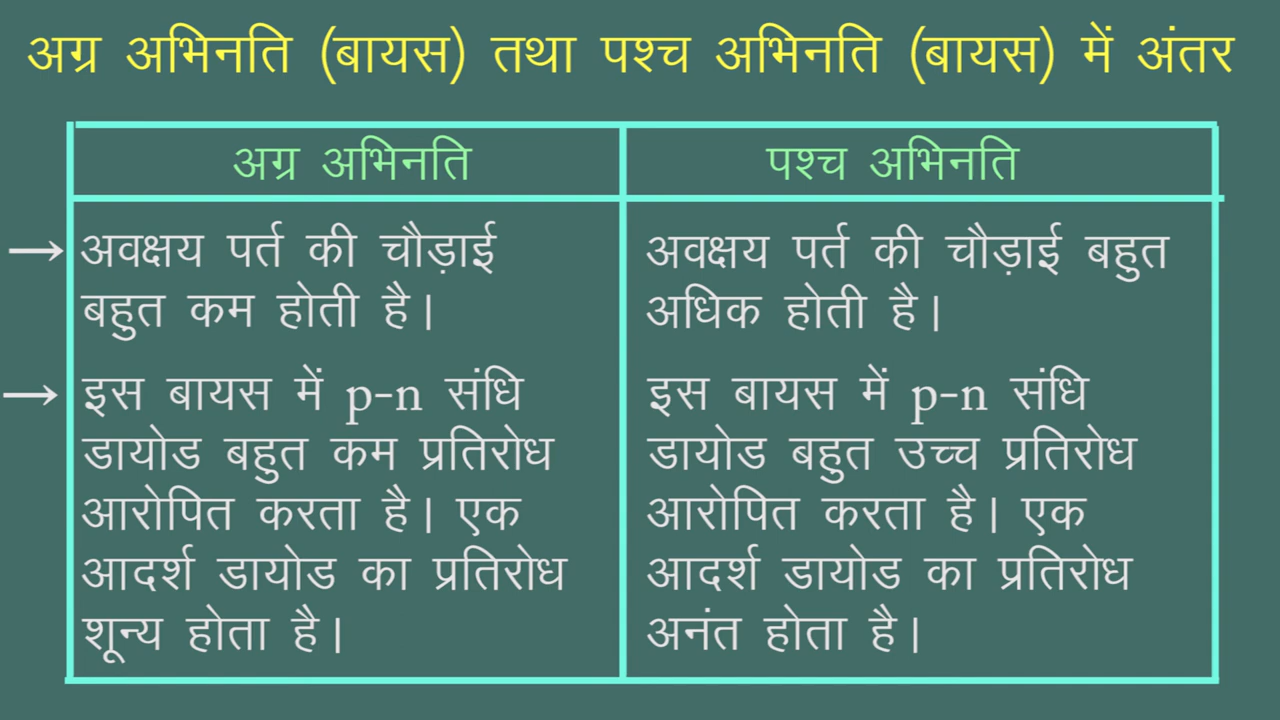 अग्र अभिनति (बायस) तथा पश्च अभिनति (बायस) में अंतर
अग्र अभिनति
पश्च अभिनति
→ अवक्षय पर्त की चौड़ाई
बहुत कम होती है।
अवक्षय पर्त की चौड़ाई बहुत
अधिक होती है।
→ इस बायस में p-n संधि
डायोड बहुत कम प्रतिरोध
आरोपित करता है। एक
आदर्श डायोड का प्रतिरोध
शून्य होता है।
इस बायस में p-n संधि
डायोड बहुत उच्च प्रतिरोध
आरोपित करता है। एक
आदर्श डायोड का प्रतिरोध
अनंत होता है।